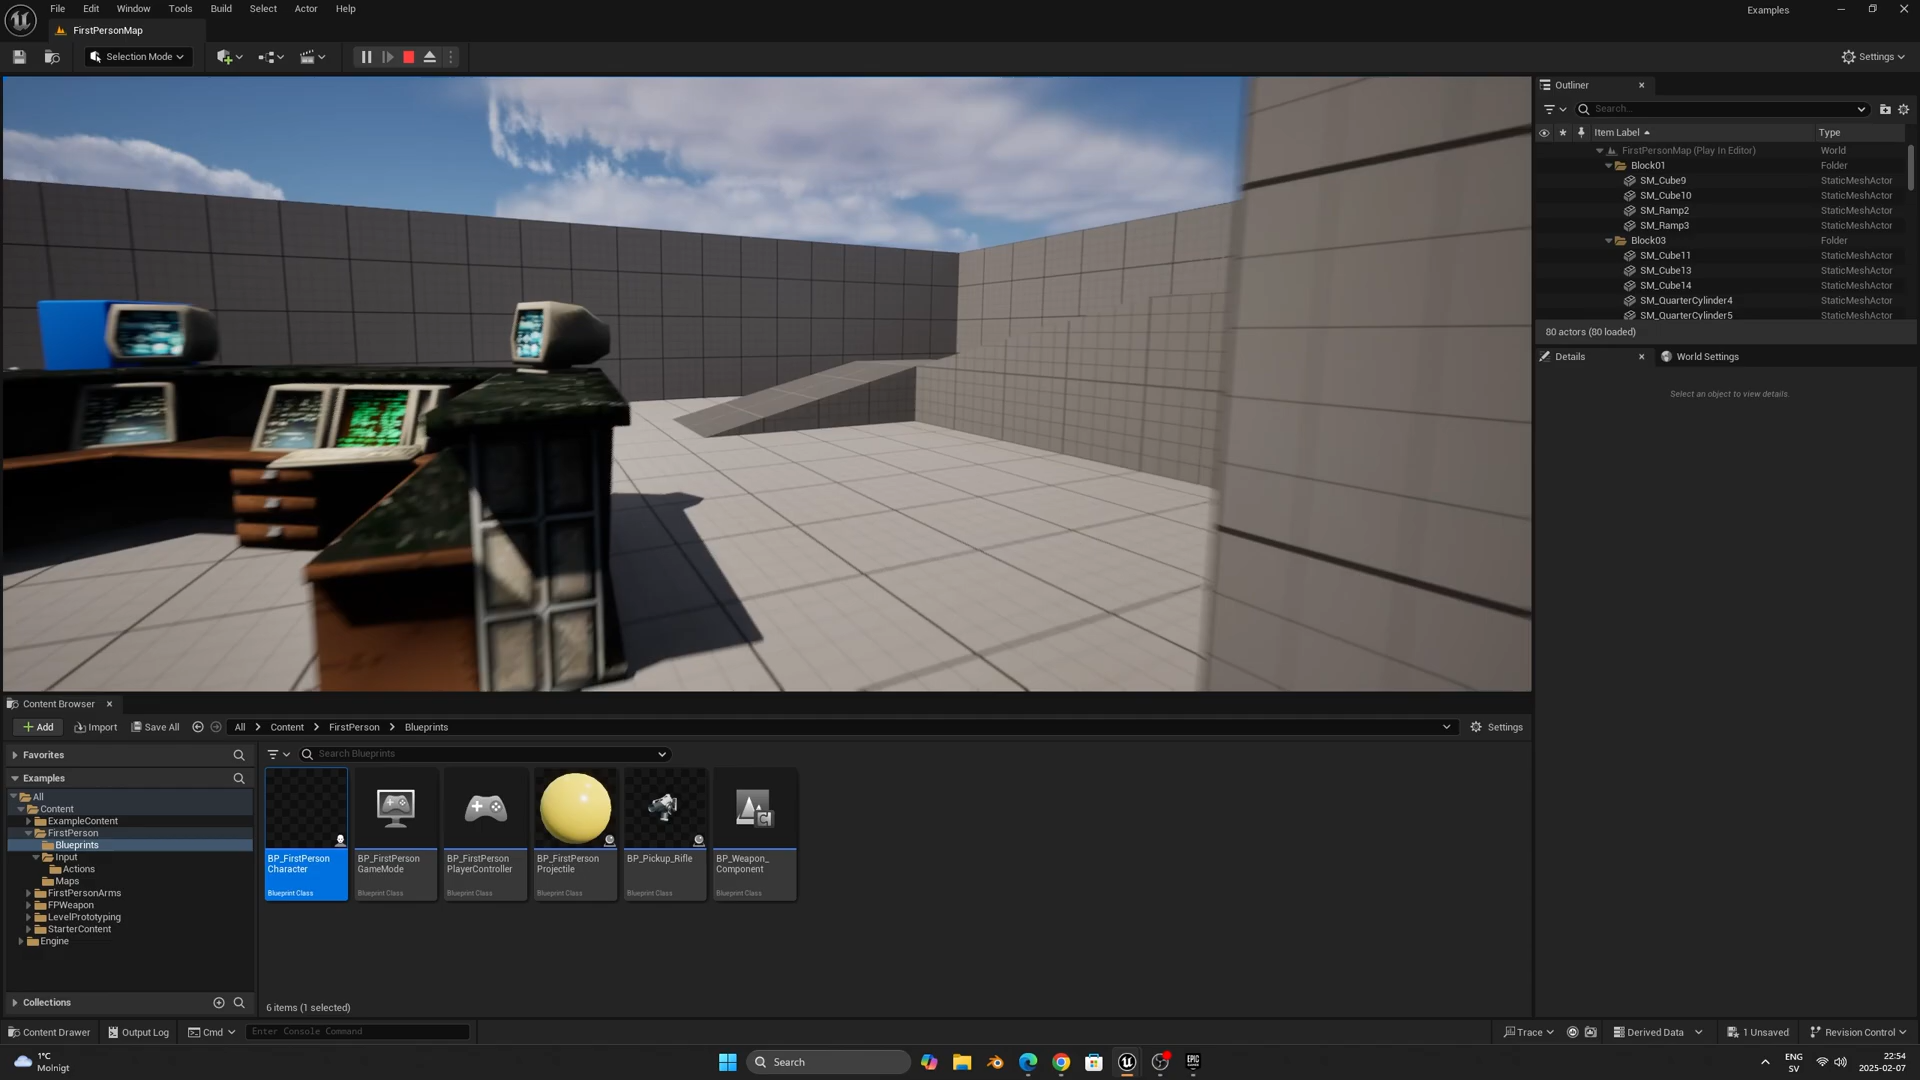 File Edit Window Tools Build Select Actor Help
Examples
FirstPersonMap
Selection Mode
Settings
Outliner
Search...
Item Label Type
FirstPersonMap (Play In Editor) World
Block01 Folder
SM_Cube9 StaticMeshActor
SM_Cube10 StaticMeshActor
SM_Ramp2 StaticMeshActor
SM_Ramp3 StaticMeshActor
Block03 Folder
SM_Cube11 StaticMeshActor
SM_Cube13 StaticMeshActor
SM_Cube14 StaticMeshActor
SM_QuarterCylinder4 StaticMeshActor
SM_QuarterCylinder5 StaticMeshActor
80 actors (80 loaded)
Details World Settings
Select an object to view details.
Content Browser
Add Import Save All All Content FirstPerson Blueprints Settings
Favorites
Search Blueprints
Examples
All
Content
ExampleContent
FirstPerson
Blueprints
Input
Actions
Maps
FirstPersonArms
FPWeapon
LevelPrototyping
StarterContent
Engine
BP_FirstPerson
Character
Blueprint Class
BP_FirstPerson
GameMode
Blueprint Class
BP_FirstPerson
PlayerController
Blueprint Class
BP_FirstPerson
Projectile
Blueprint Class
BP_Pickup_Rifle
Blueprint Class
BP_Weapon_
Component
Blueprint Class
Collections
6 items (1 selected)
Content Drawer Output Log Cmd Enter Console Command Trace Derived Data 1 Unsaved Revision Control
1°C
Molnigt
Search
EPIC
ENG
SV
22:54
2025-02-07